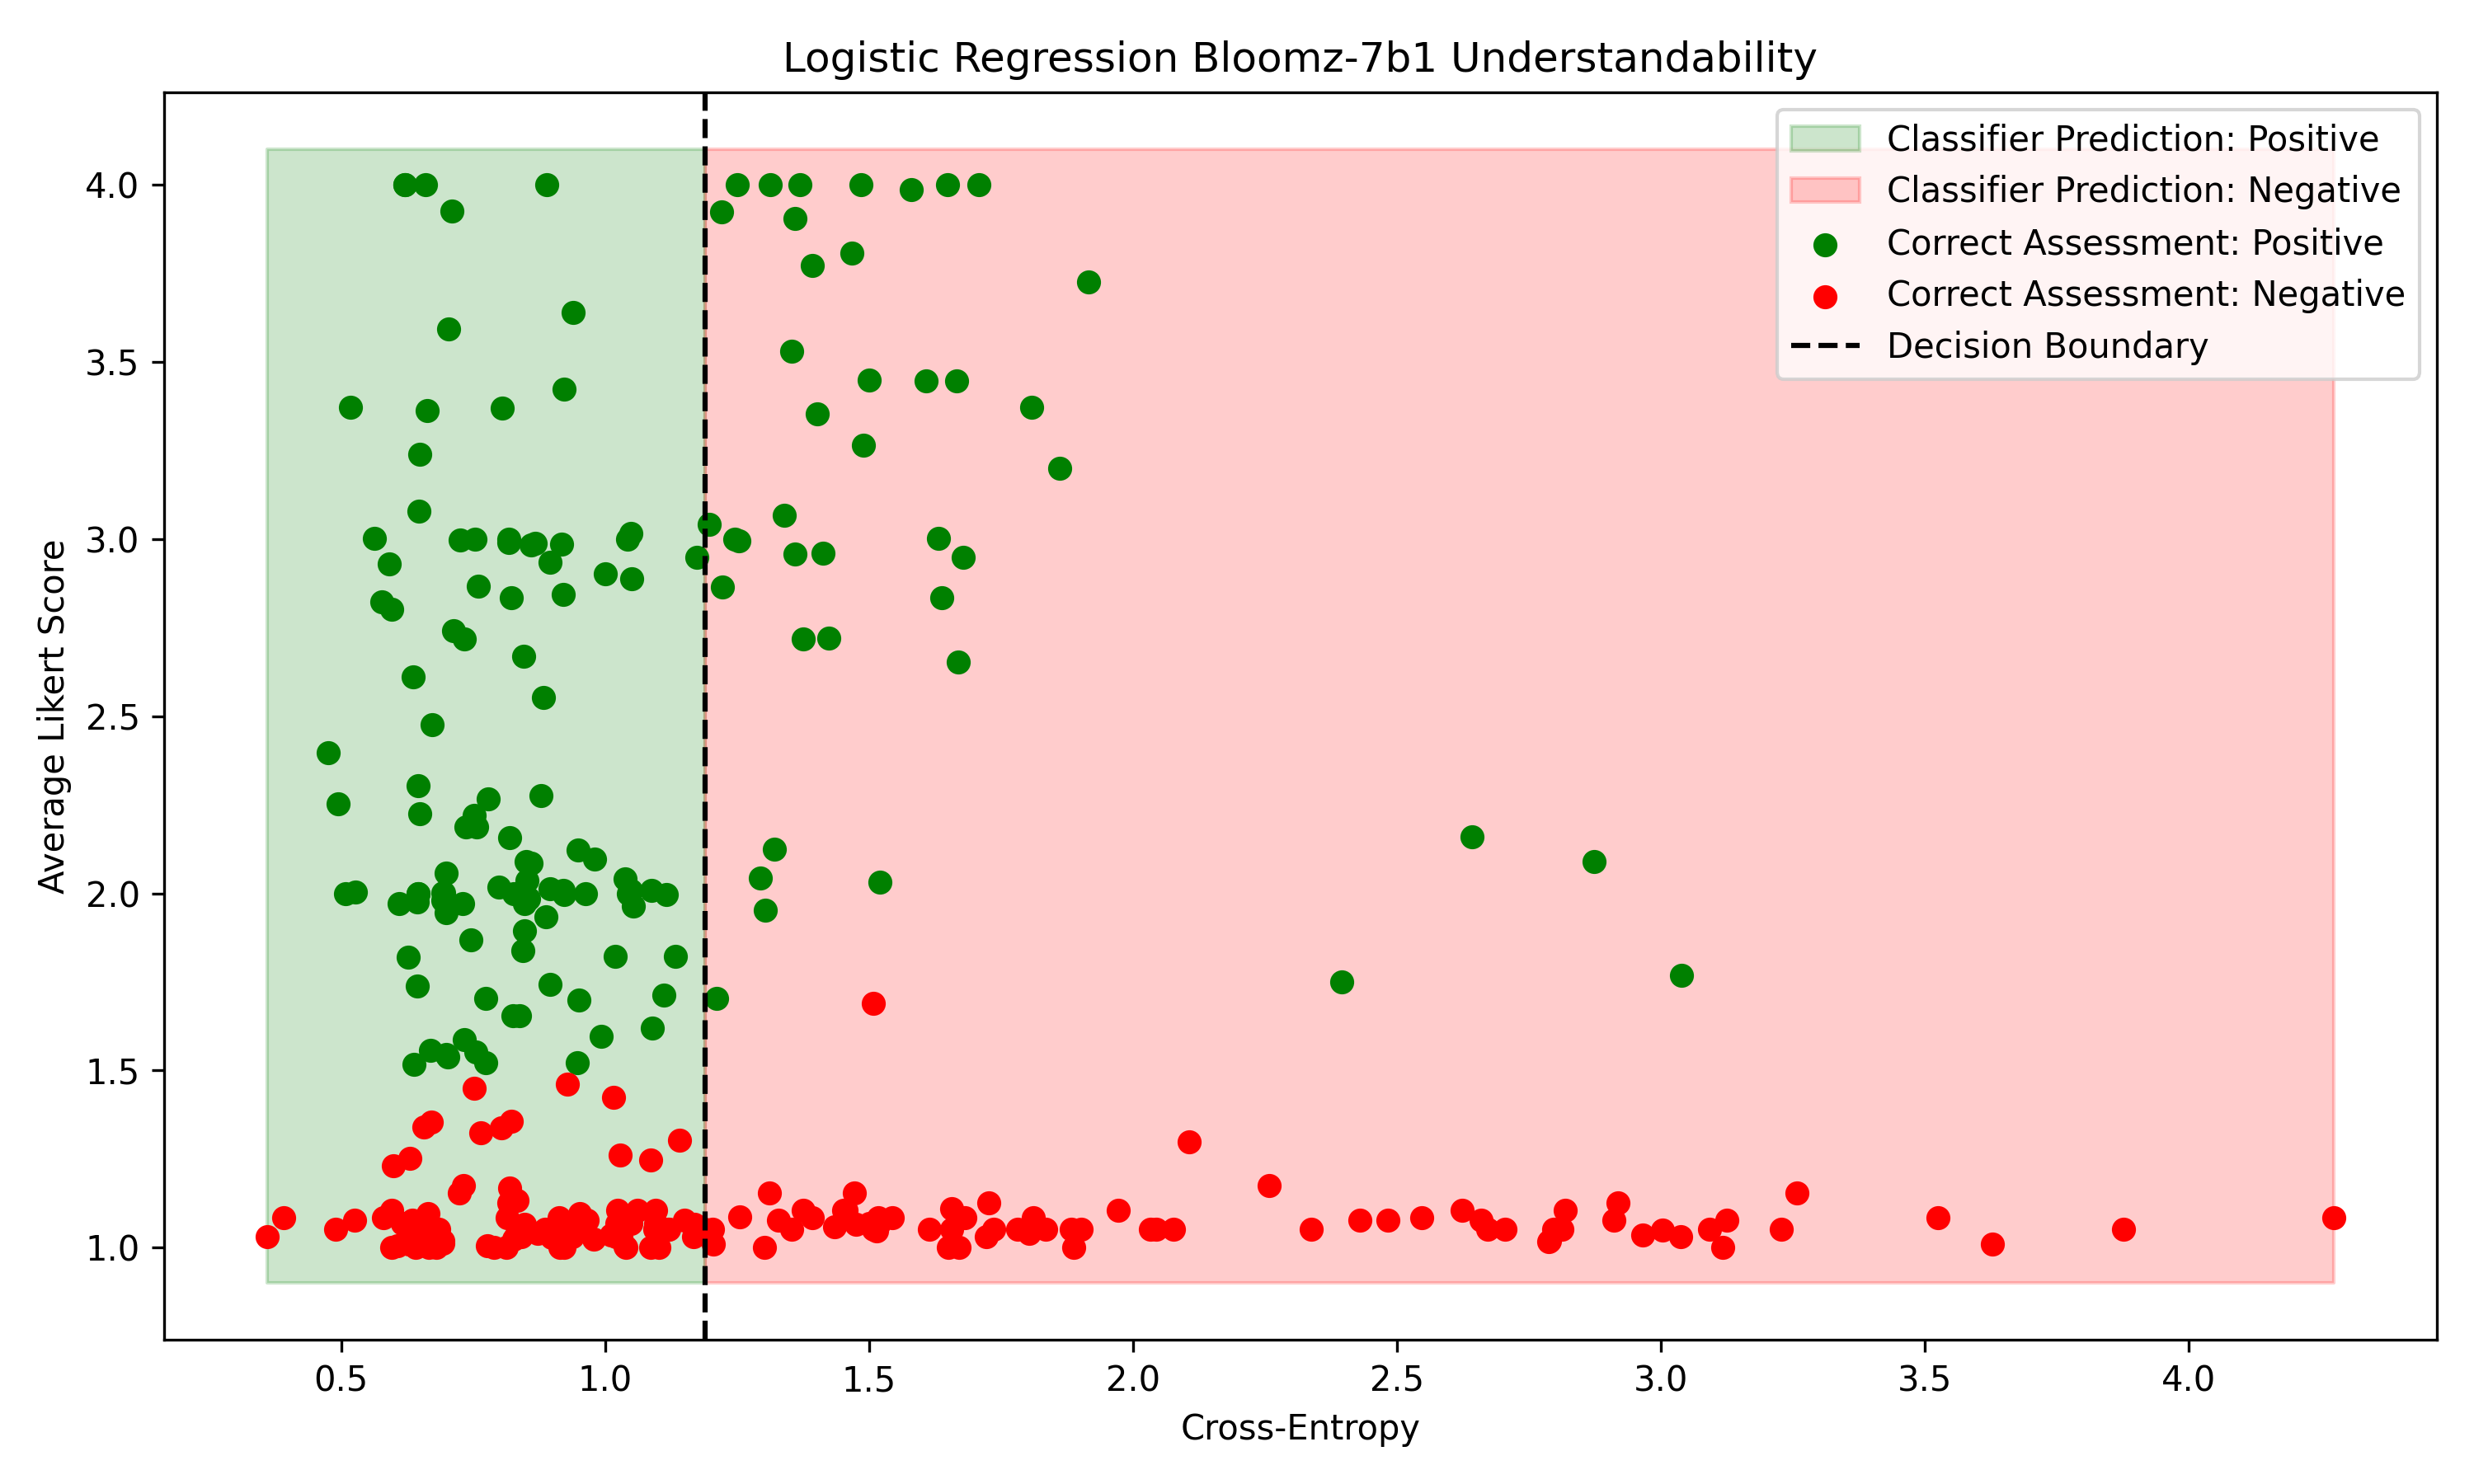 Logistic Regression Bloomz-7b1 Understandability
Classifier Prediction: Positive
Classifier Prediction: Negative
Correct Assessment: Positive
Correct Assessment: Negative
Decision Boundary
Average Likert Score
4.0
3.5
3.0
2.5
2.0
1.5
1.0
0.5 1.0 1.5 2.0 2.5 3.0 3.5 4.0
Cross-Entropy